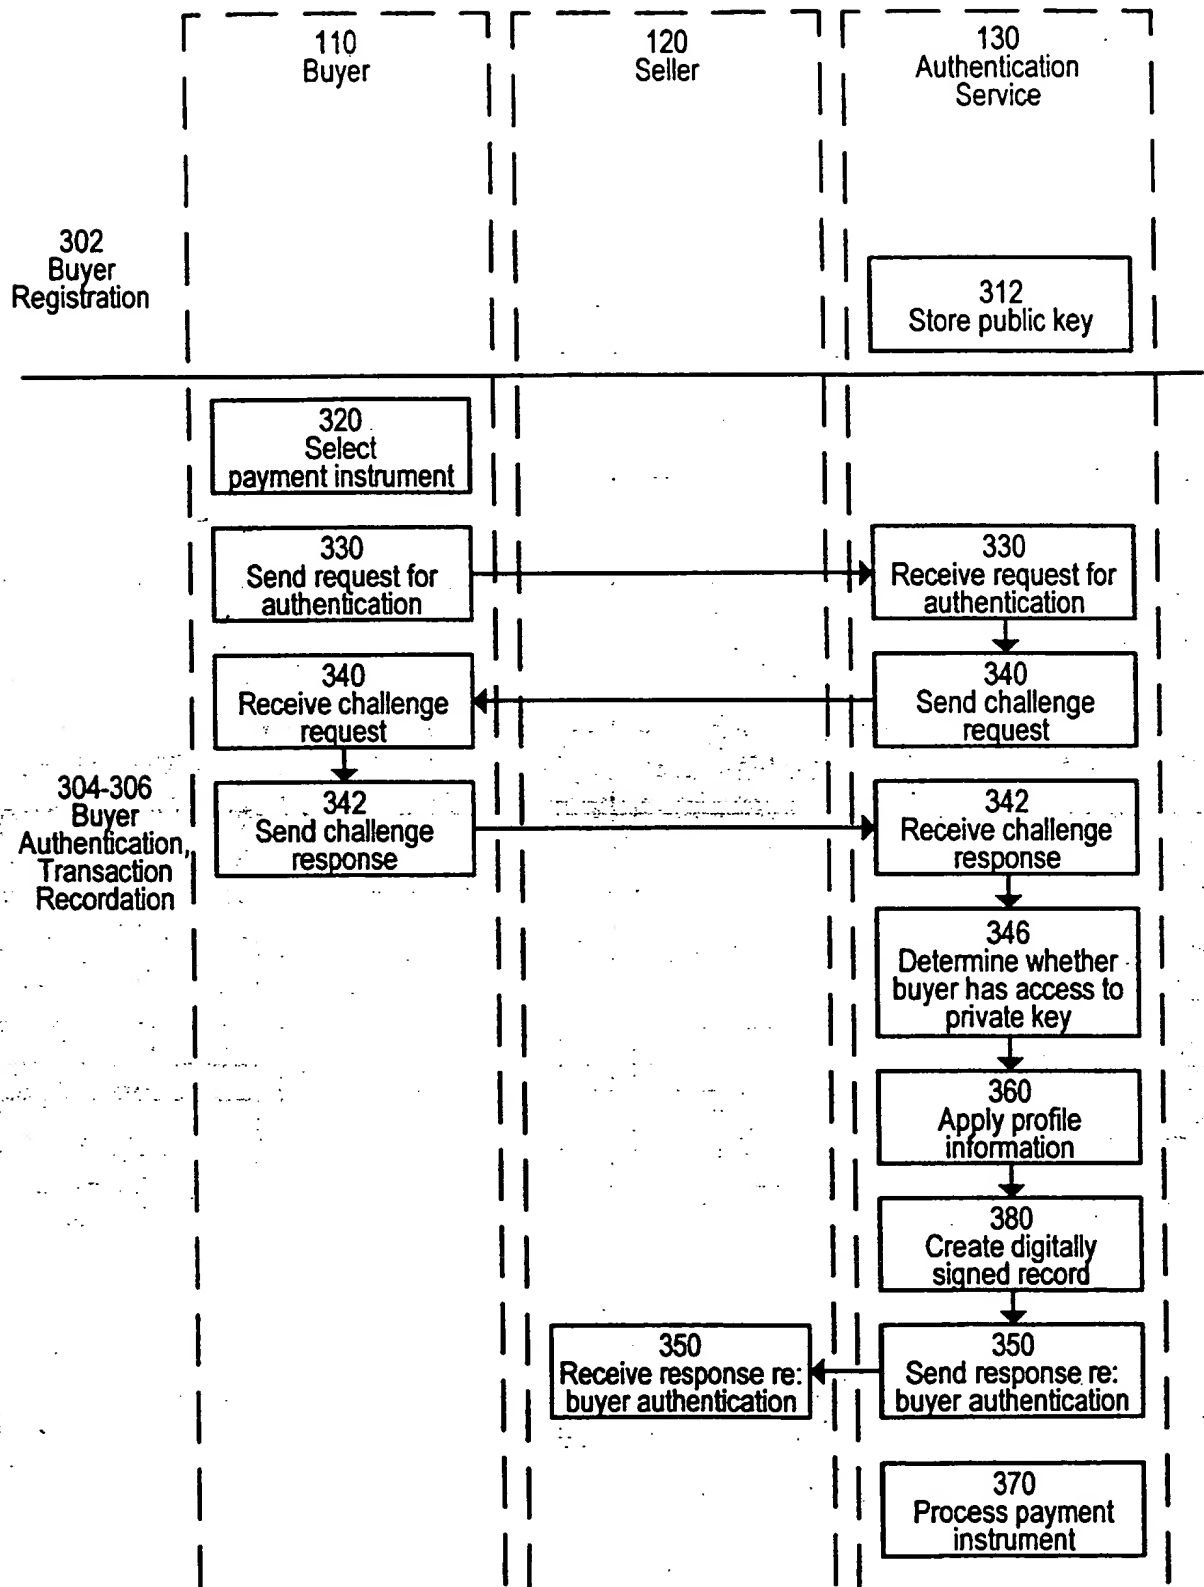 110
Buyer
120
Seller
130
Authentication
Service
302
Buyer
Registration
312
Store public key
320
Select
payment instrument
330
Send request for
authentication
330
Receive request for
authentication
340
Receive challenge
request
340
Send challenge
request
304-306
Buyer
Authentication,
Transaction
Recordation
342
Send challenge
response
342
Receive challenge
response
346
Determine whether
buyer has access to
private key
360
Apply profile
information
380
Create digitally
signed record
350
Receive response re:
buyer authentication
350
Send response re:
buyer authentication
370
Process payment
instrument